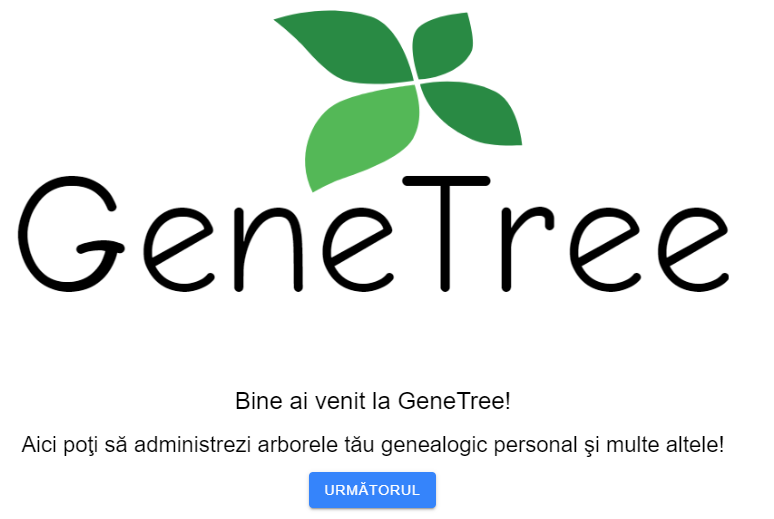 GeneTree
Bine ai venit la GeneTree!
Aici poţi să administrezi arborele tău genealogic personal şi multe altele!
URMĂTORUL